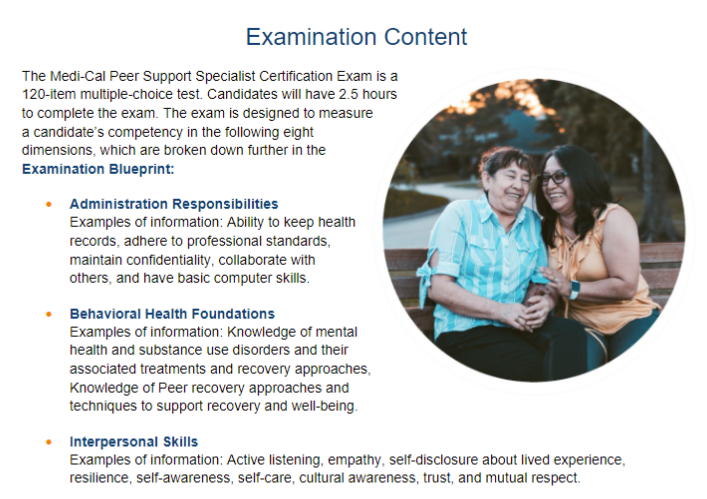 Examination Content
The Medi-Cal Peer Support Specialist Certification Exam is a
120-item multiple-choice test. Candidates will have 2.5 hours
to complete the exam. The exam is designed to measure
a candidate's competency in the following eight
dimensions, which are broken down further in the
Examination Blueprint:
• Administration Responsibilities
Examples of information: Ability to keep health
records, adhere to professional standards,
maintain confidentiality, collaborate with
others, and have basic computer skills.
• Behavioral Health Foundations
Examples of information: Knowledge of mental
health and substance use disorders and their
associated treatments and recovery approaches,
Knowledge of Peer recovery approaches and
techniques to support recovery and well-being.
• Interpersonal Skills
Examples of information: Active listening, empathy, self-disclosure about lived experience,
resilience, self-awareness, self-care, cultural awareness, trust, and mutual respect.